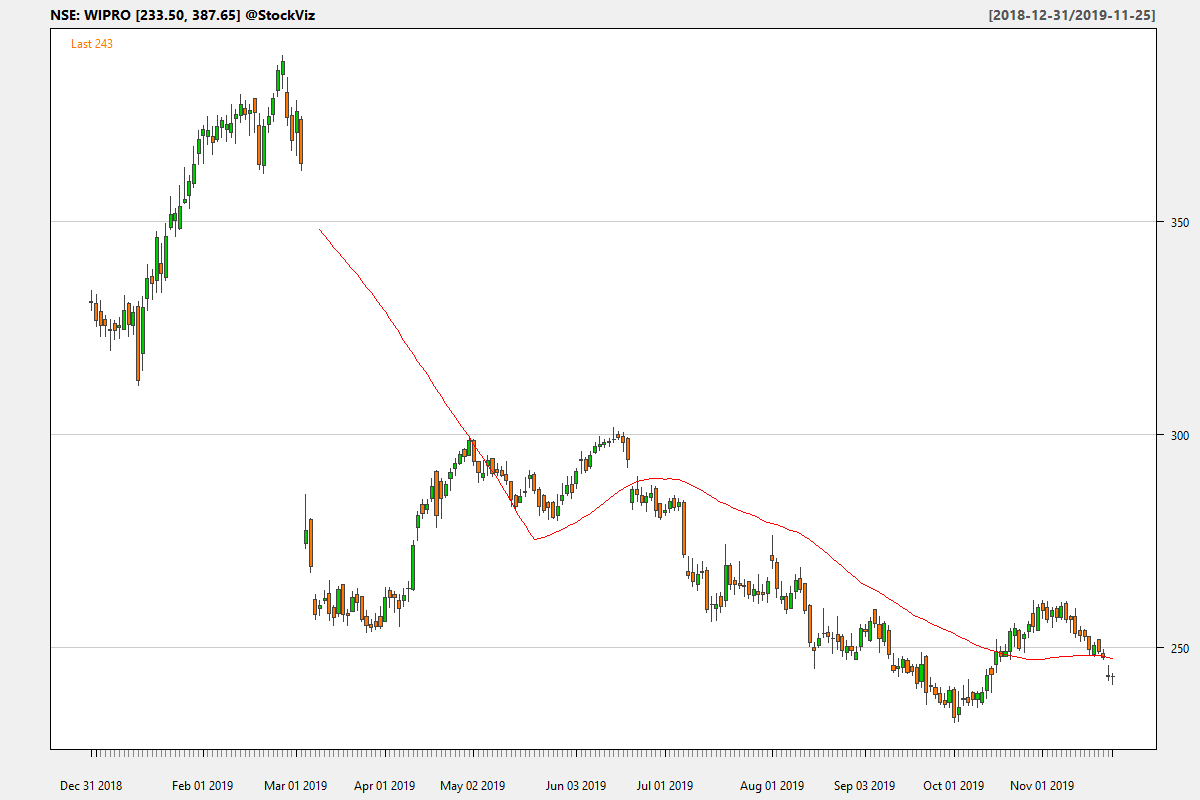 NSE: WIPRO [233.50, 387.65] @StockViz [2018-12-31/2019-11-25]
Last 243
350
300
250
Dec 31 2018 Feb 01 2019 Mar 01 2019 Apr 01 2019 May 02 2019 Jun 03 2019 Jul 01 2019 Aug 01 2019 Sep 03 2019 Oct 01 2019 Nov 01 2019